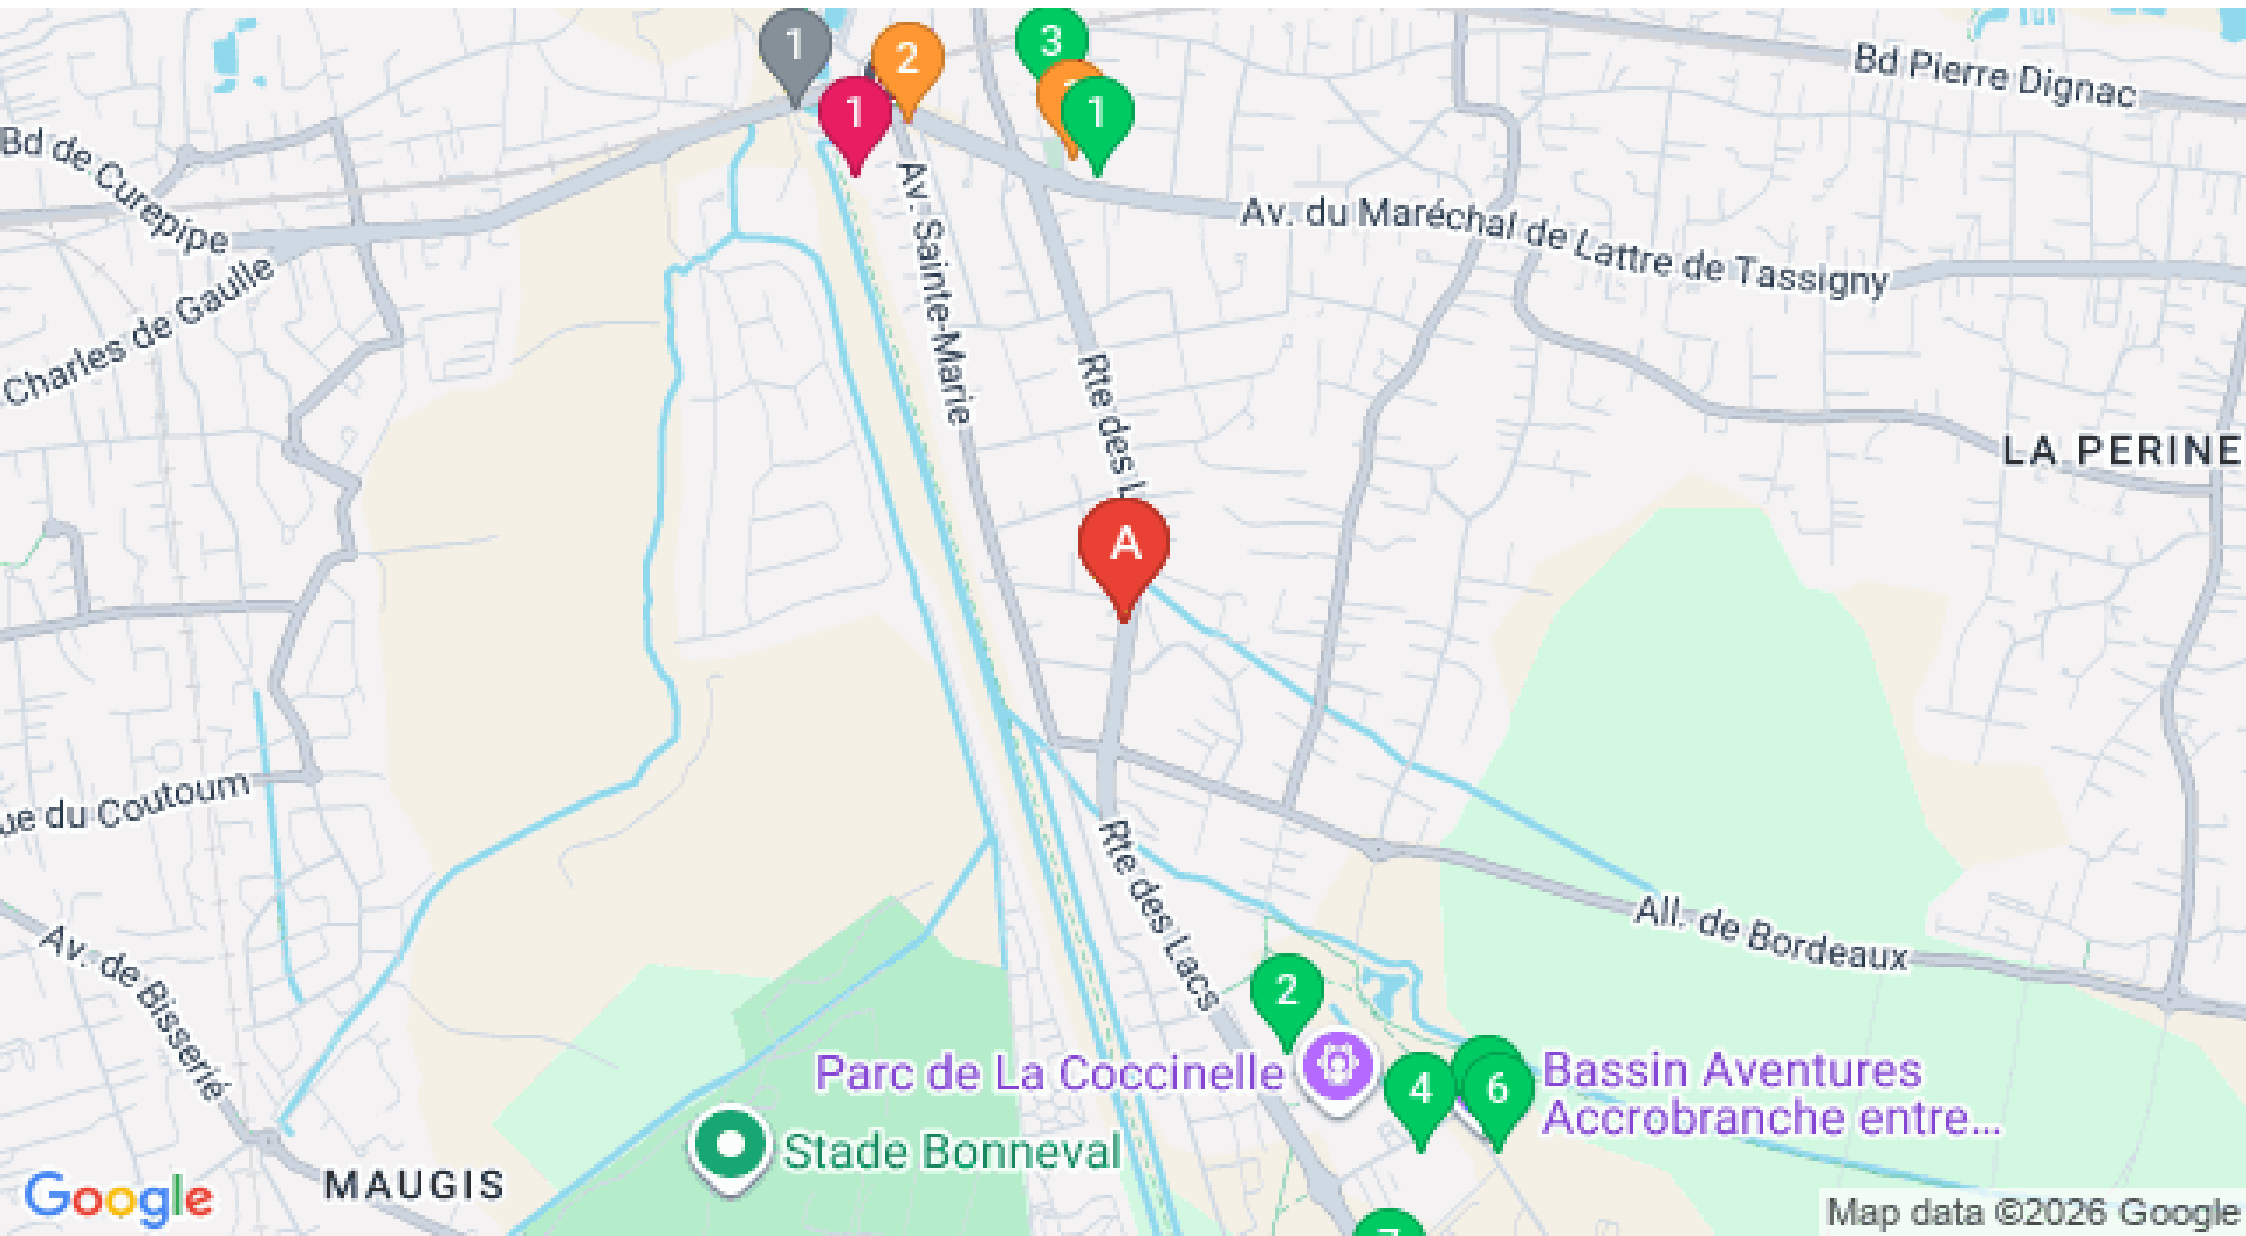 1
2
3
1
1
Bd Pierre Dignac
Bd de Curepipe
Av. du Maréchal de Lattre de Tassigny
Av. Sainte-Marie
Charles de Gaulle
Rte des L
LA PERINE
A
ue du Coutoum
Rte des Lacs
All. de Bordeaux
Av. de Bisserié
2
Parc de La Coccinelle
4
6
Bassin Aventures
Accrobranche entre...
Stade Bonneval
MAUGIS
Google
Map data ©2026 Google